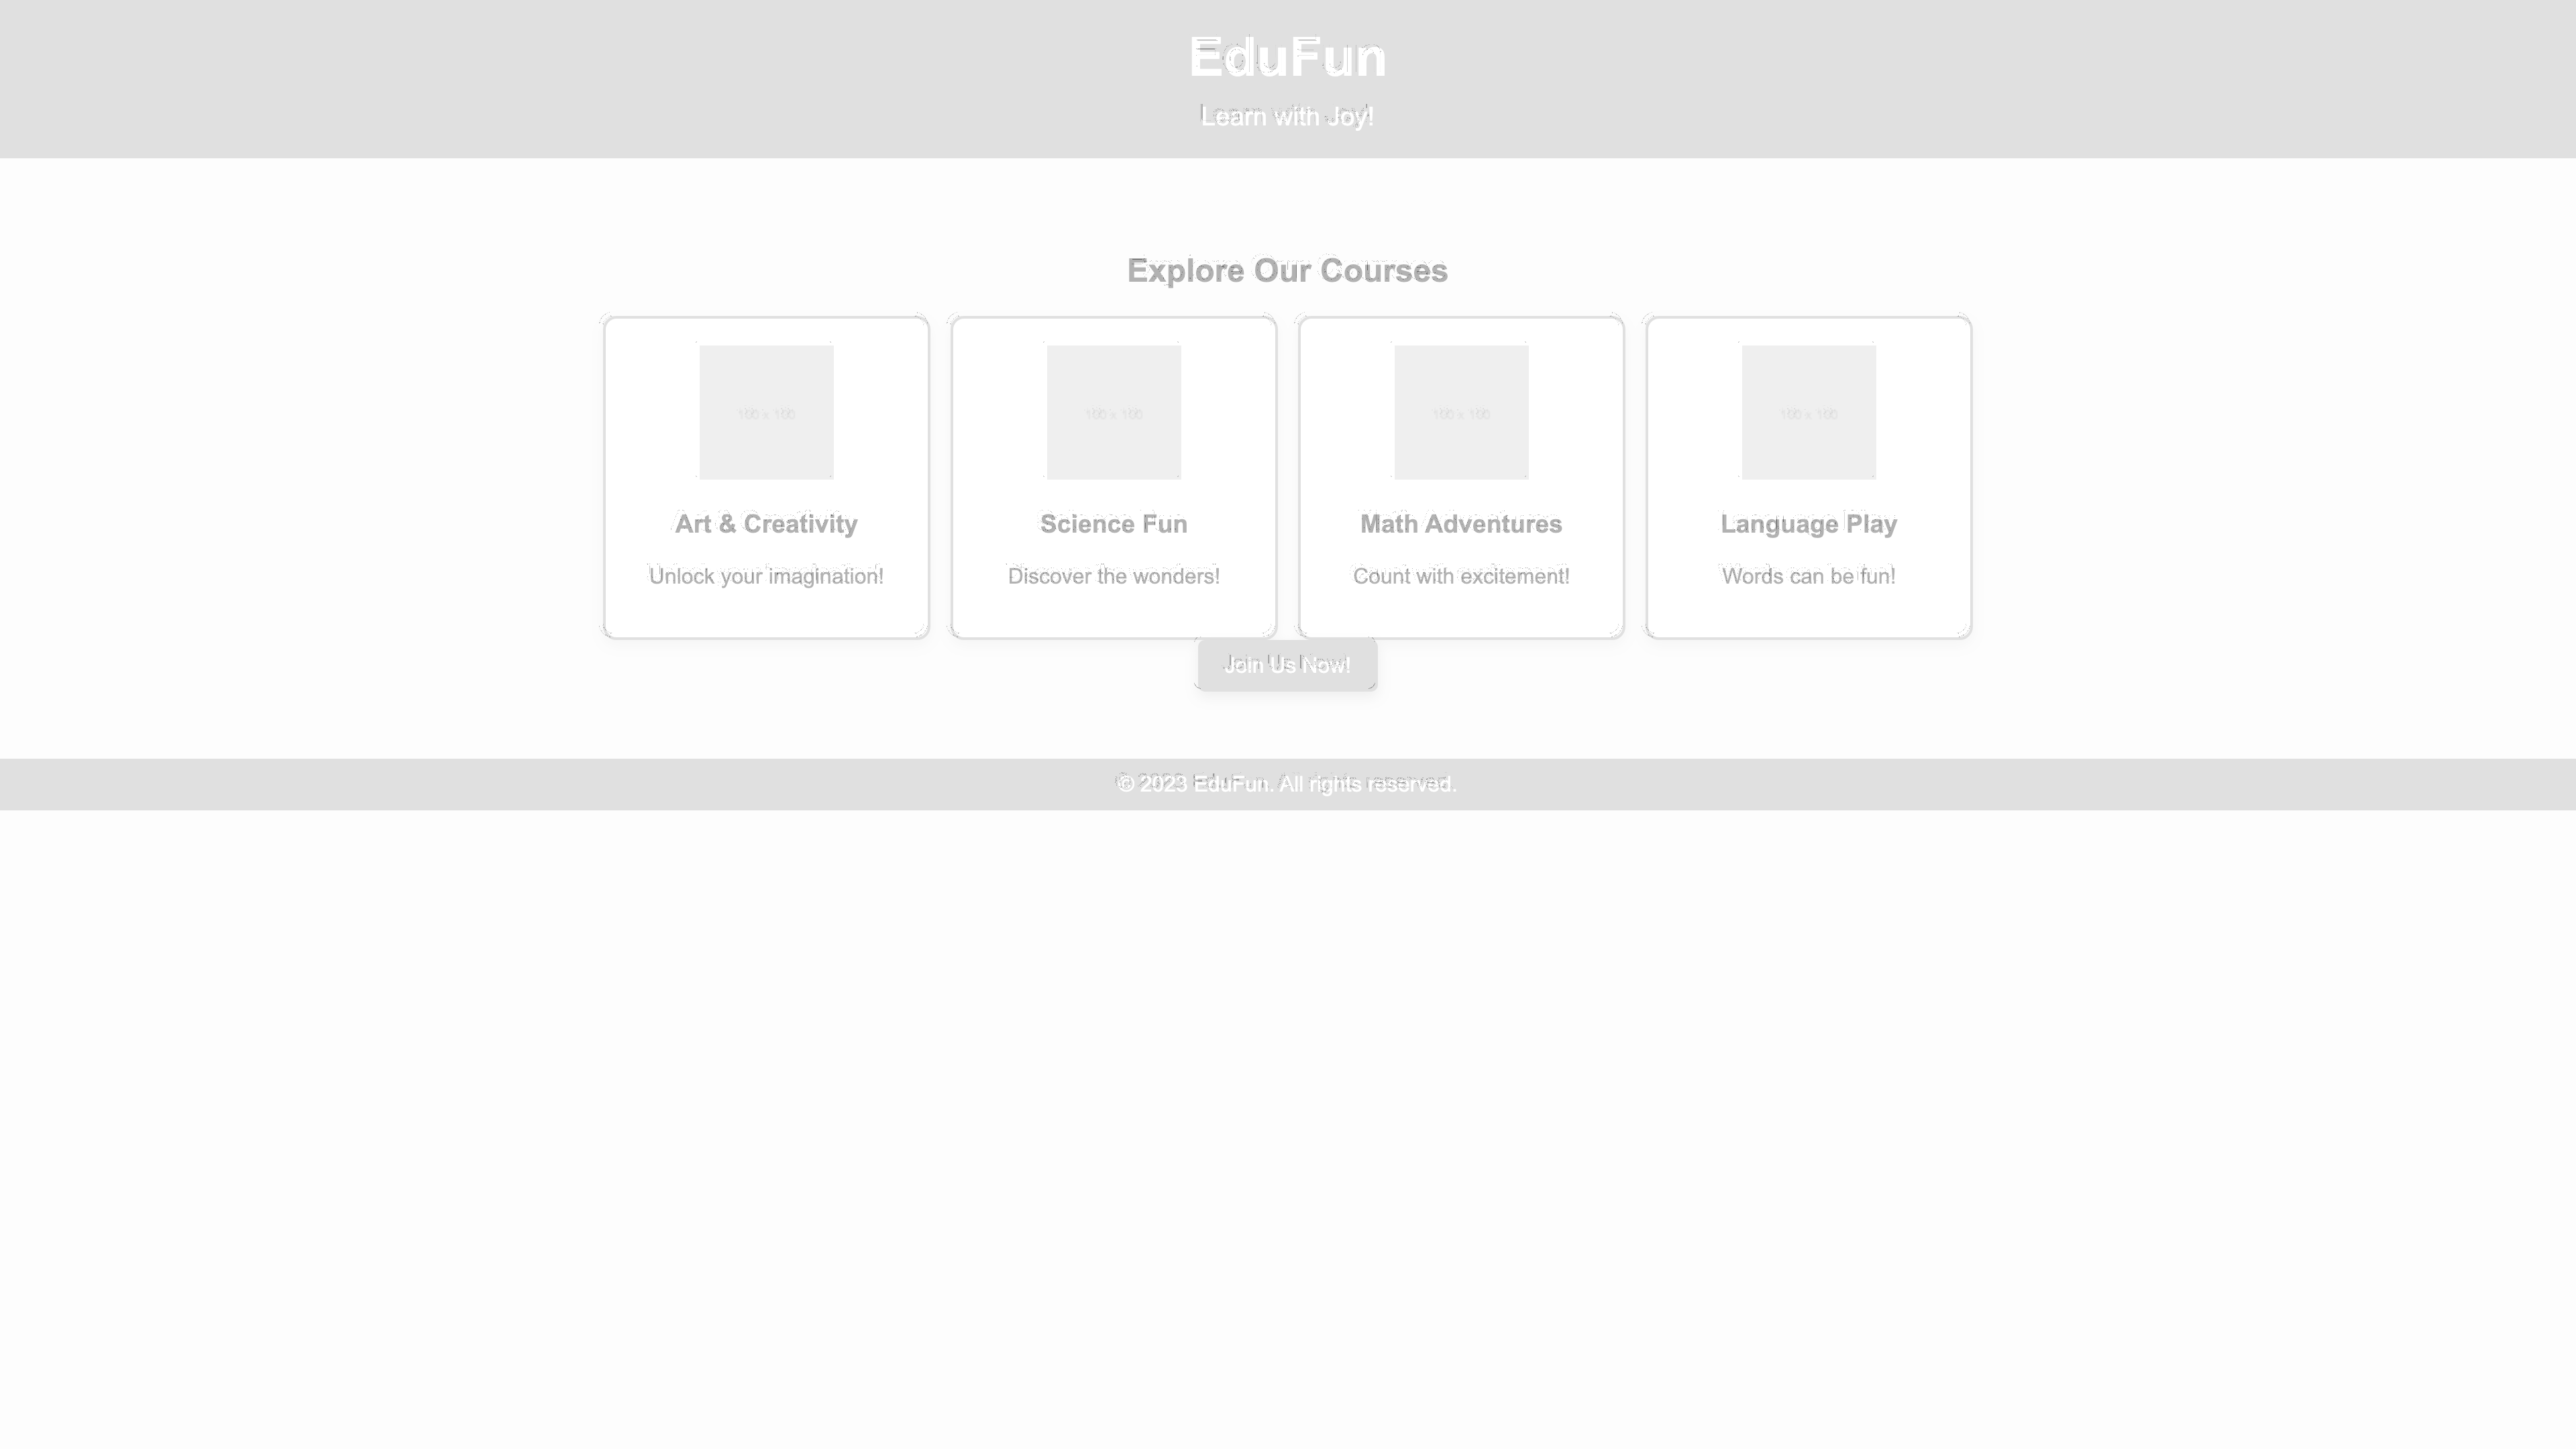 EduFun
Learn with Joy!
Explore Our Courses
100 × 100
100 × 100
100 × 100
100 × 100
Art & Creativity
Science Fun
Math Adventures
Language Play
Unlock your imagination!
Discover the wonders!
Count with excitement!
Words can be fun!
Join Us Now!
© 2023 EduFun. All rights reserved.